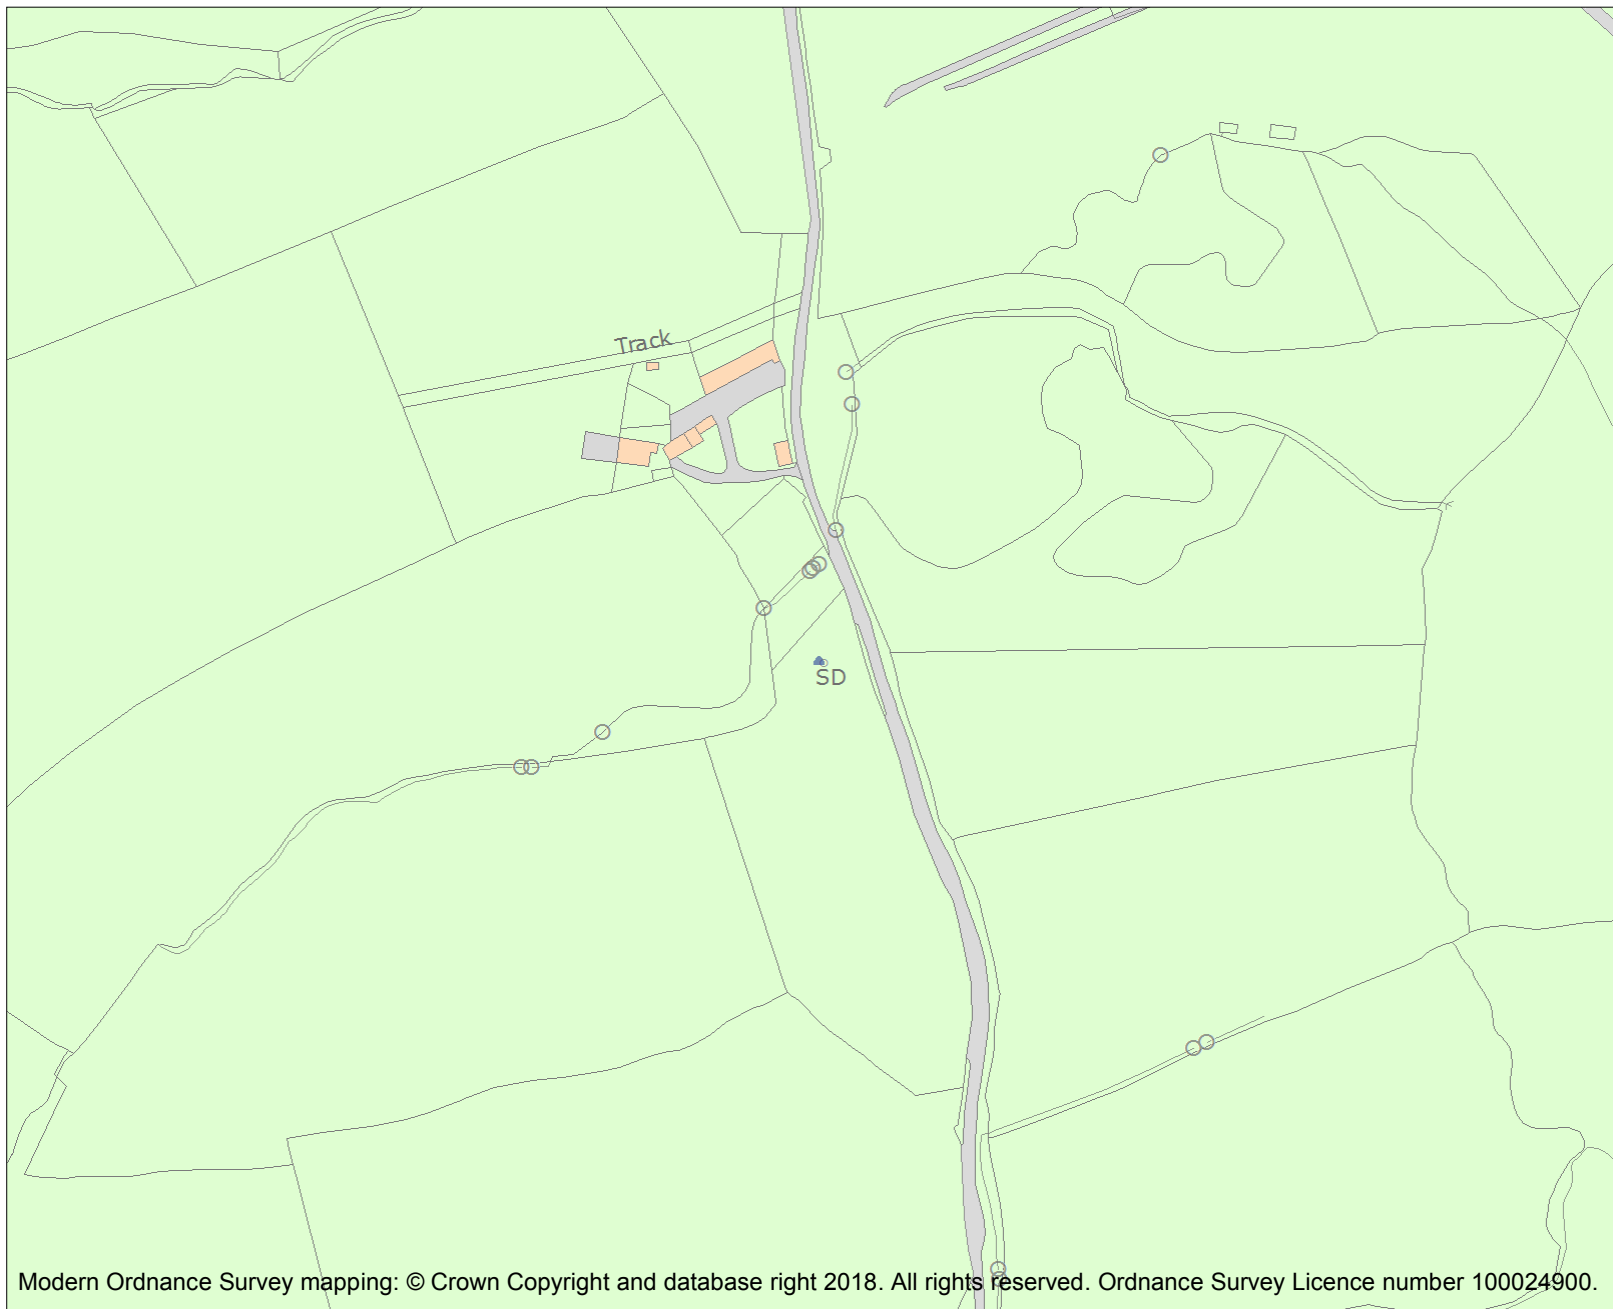 Track
SD
Modern Ordnance Survey mapping: © Crown Copyright and database right 2018. All rights reserved. Ordnance Survey Licence number 100024900.